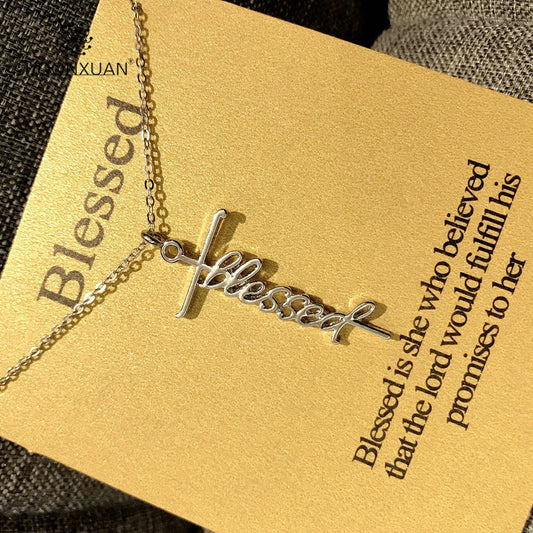 Blessed
blessed
Blessed is she who believed
that the lord would fulfill his
promises to her